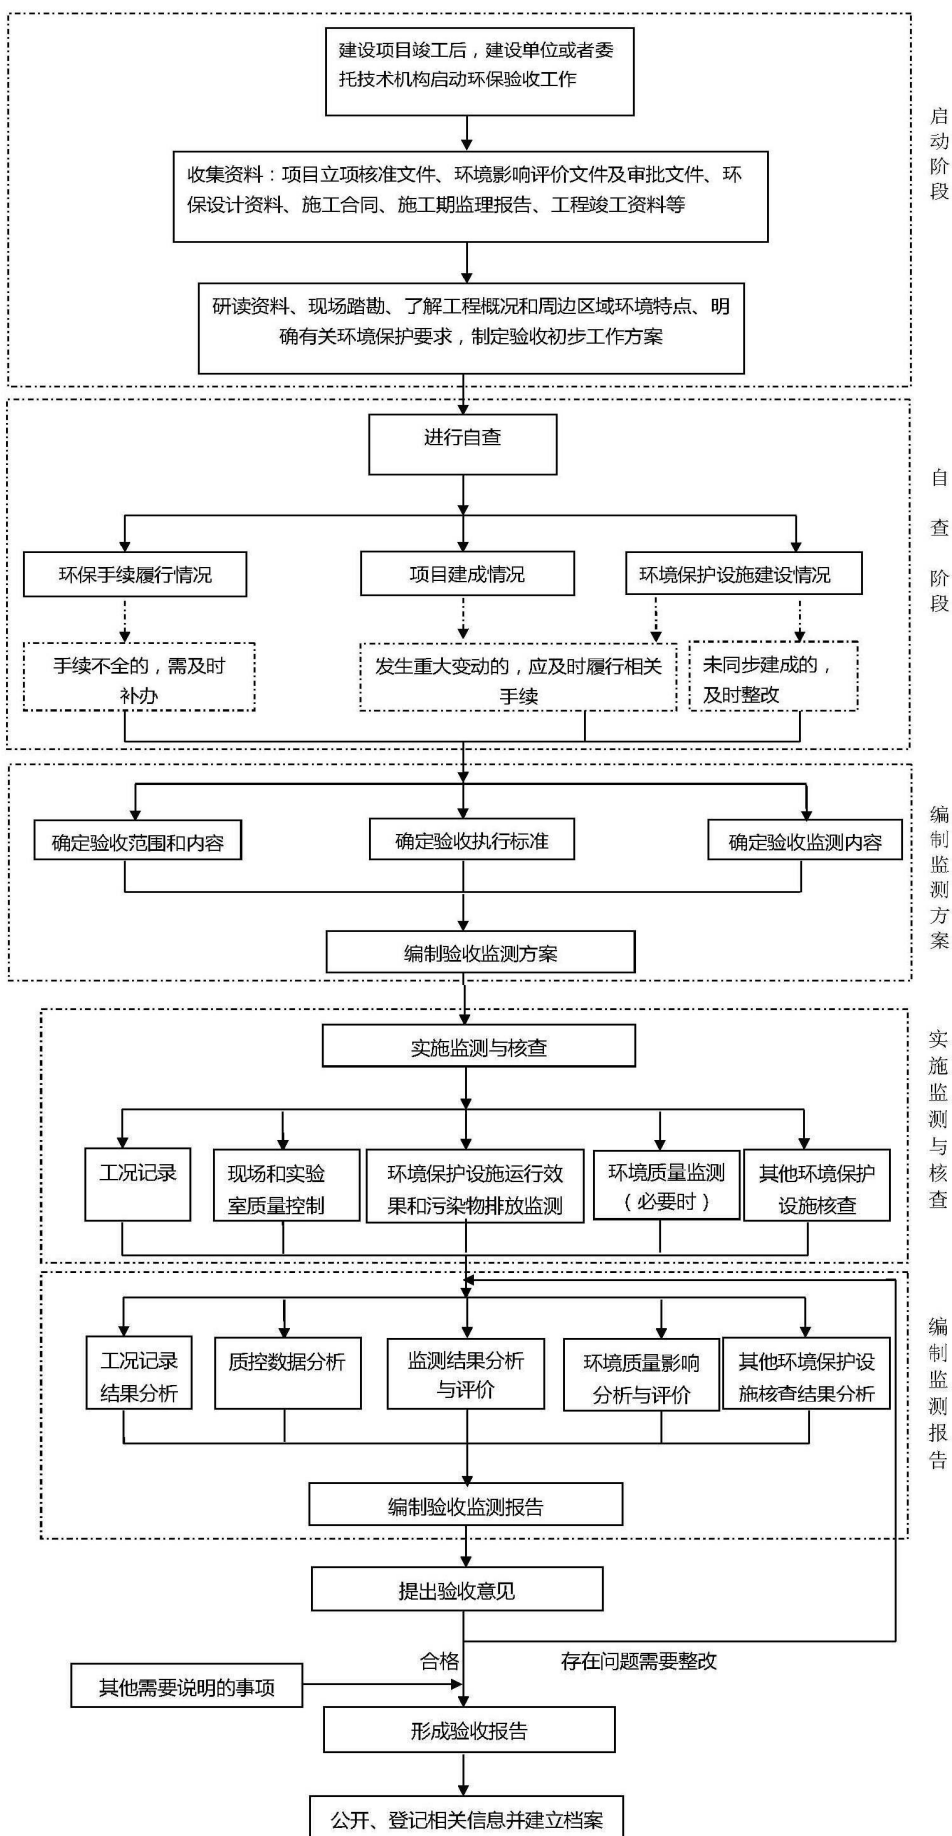 建设项目竣工后，建设单位或者委
托技术机构启动环保验收工作
收集资料：项目立项核准文件、环境影响评价文件及审批文件、环
保设计资料、施工合同、施工期监理报告、工程竣工资料等
研读资料、现场踏勘、了解工程概况和周边区域环境特点、明
确有关环境保护要求，制定验收初步工作方案
启动阶段
进行自查
环保手续履行情况
项目建成情况
环境保护设施建设情况
手续不全的，需及时
补办
发生重大变动的，应及时履行相关
手续
未同步建成的，
及时整改
自查阶段
确定验收范围和内容
确定验收执行标准
确定验收监测内容
编制验收监测方案
编制监测方案
实施监测与核查
工况记录
现场和实验
室质量控制
环境保护设施运行效
果和污染物排放监测
环境质量监测
（必要时）
其他环境保护
设施核查
实施监测与核查
工况记录
结果分析
质控数据分析
监测结果分析
与评价
环境质量影响
分析与评价
其他环境保护设
施核查结果分析
编制验收监测报告
编制监测报告
提出验收意见
合格
存在问题需要整改
其他需要说明的事项
形成验收报告
公开、登记相关信息并建立档案